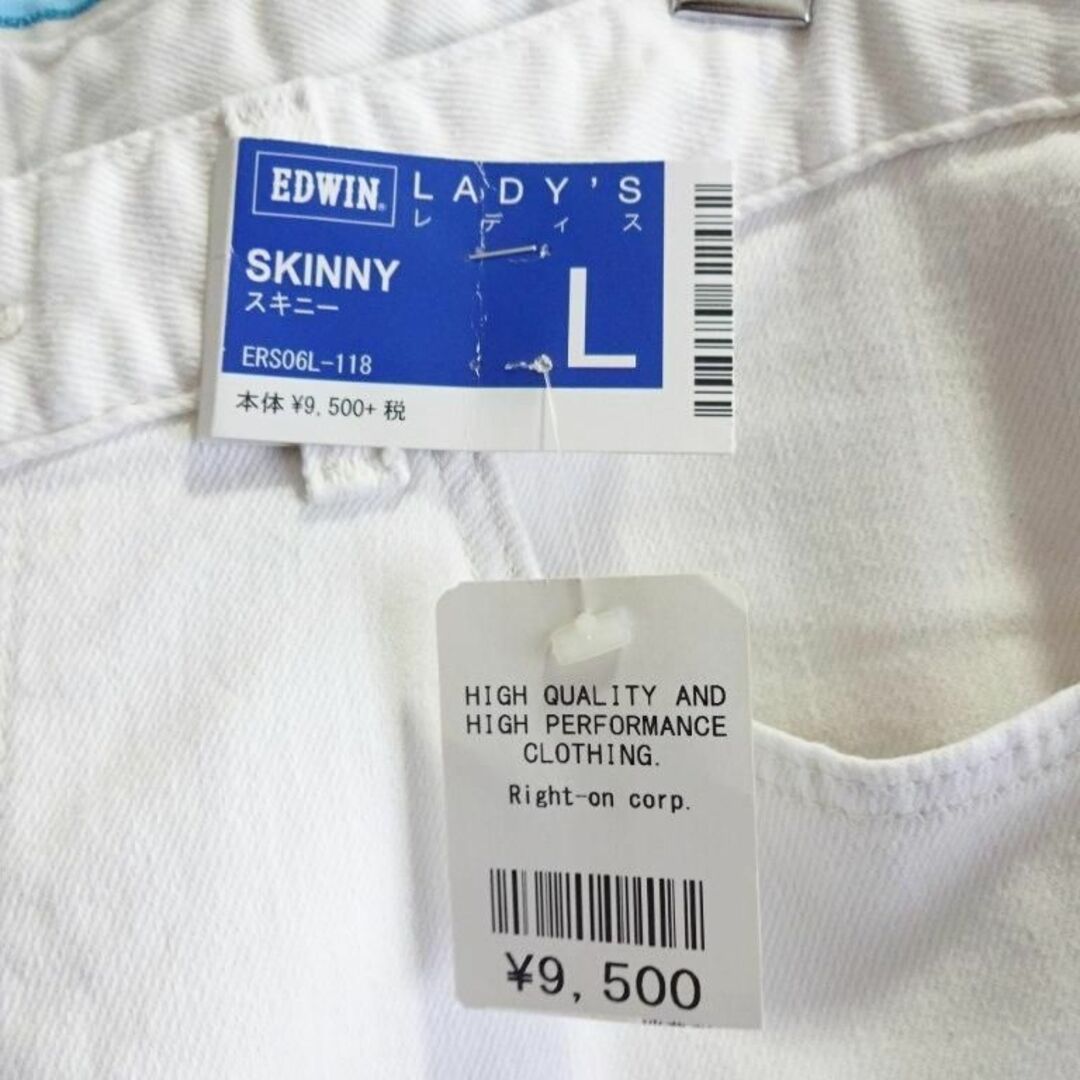 EDWIN®
LADY'S
レディス
SKINNY
スキニー
L
ERS06L-118
本体 ¥9,500+ 税
HIGH QUALITY AND
HIGH PERFORMANCE
CLOTHING.
Right-on corp.
¥9,500